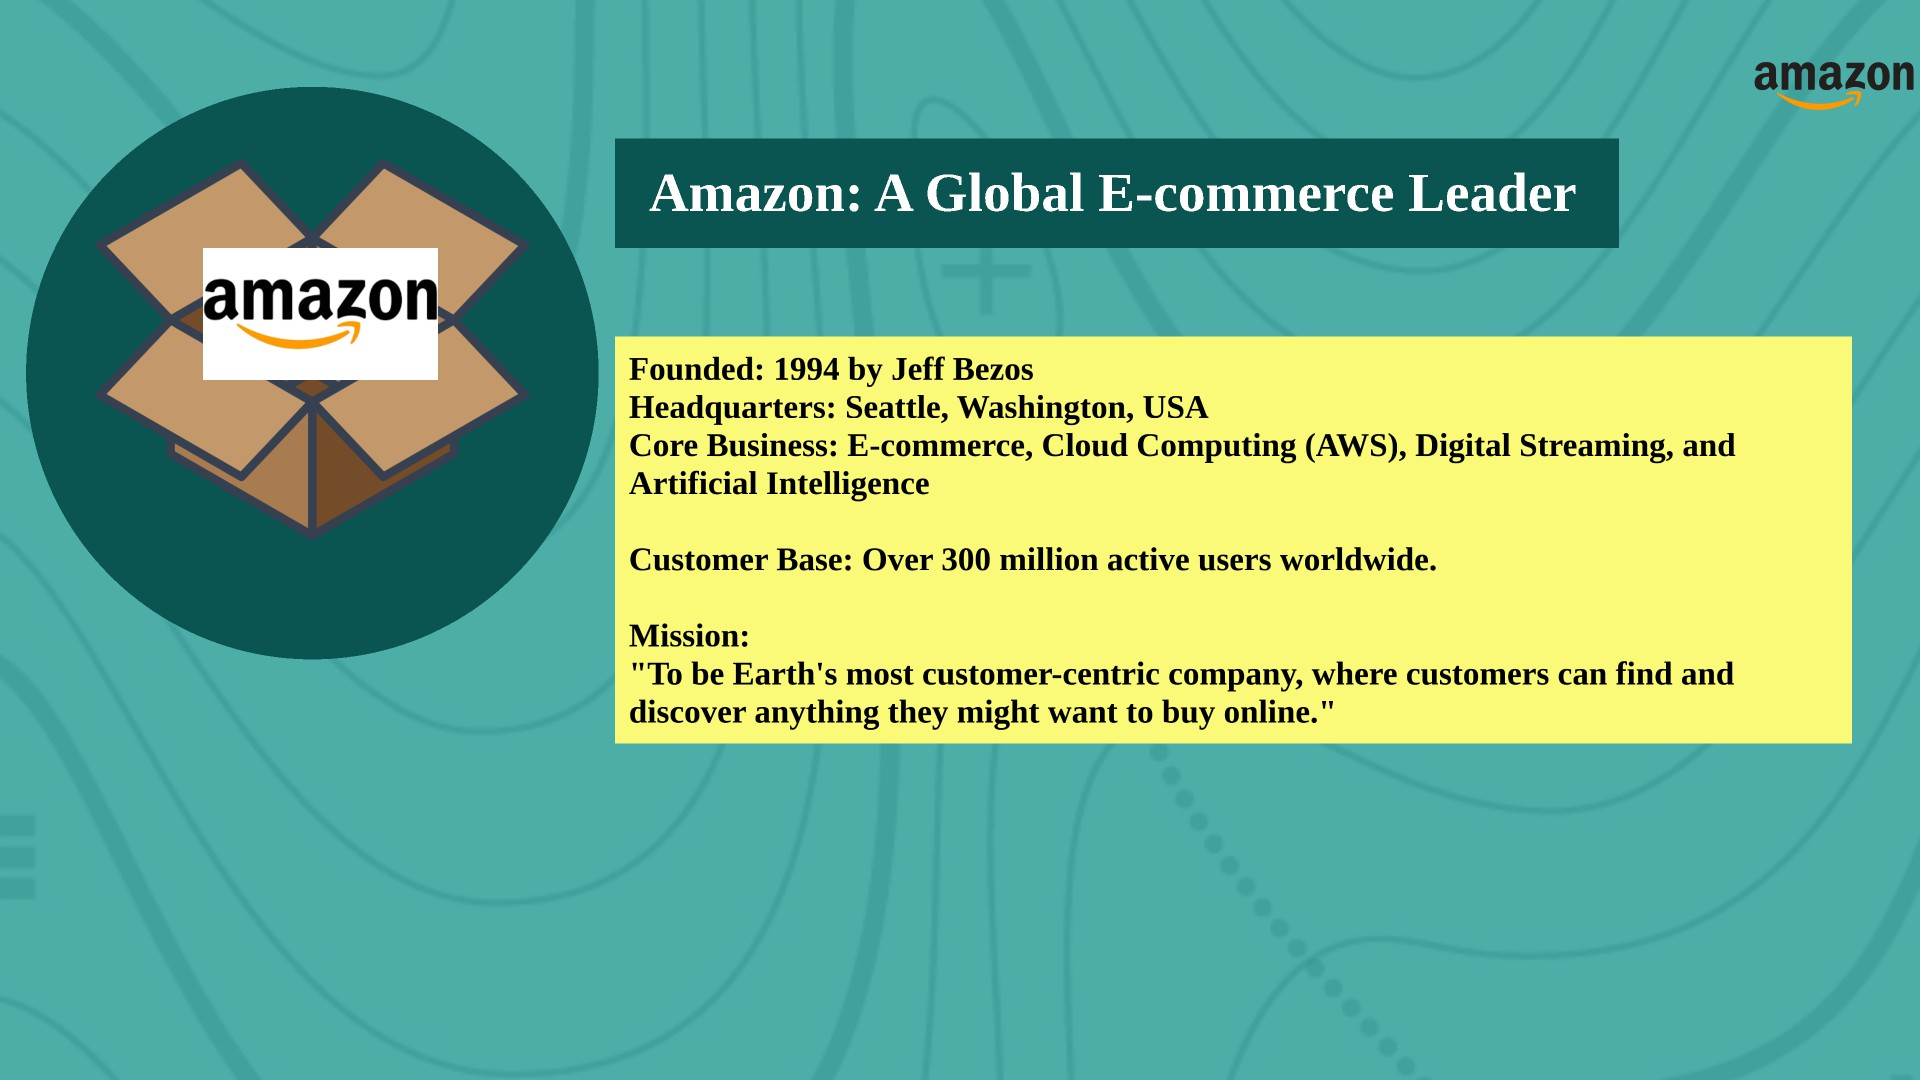 amazon
Amazon: A Global E-commerce Leader
amazon
Founded: 1994 by Jeff Bezos
Headquarters: Seattle, Washington, USA
Core Business: E-commerce, Cloud Computing (AWS), Digital Streaming, and
Artificial Intelligence
Customer Base: Over 300 million active users worldwide.
Mission:
"To be Earth's most customer-centric company, where customers can find and
discover anything they might want to buy online."